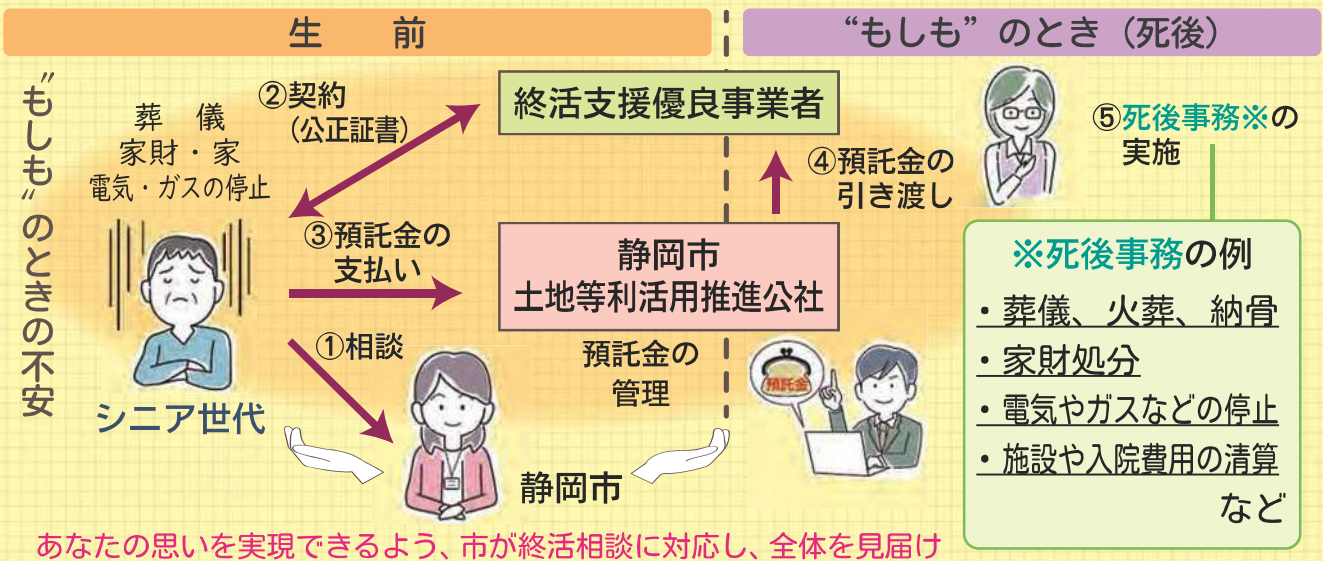 生 前
“もしも”のとき（死後）
“もしも”のときの不安
葬 儀
家財・家
電気・ガスの停止
②契約
（公正証書）
終活支援優良事業者
③預託金の
支払い
静岡市
土地等利活用推進公社
④預託金の
引き渡し
⑤死後事務※の
実施
①相談
預託金の
管理
預託金
シニア世代
静岡市
※死後事務の例
・葬儀、火葬、納骨
・家財処分
・電気やガスなどの停止
・施設や入院費用の清算
など
あなたの思いを実現できるよう、市が終活相談に対応し、全体を見届け